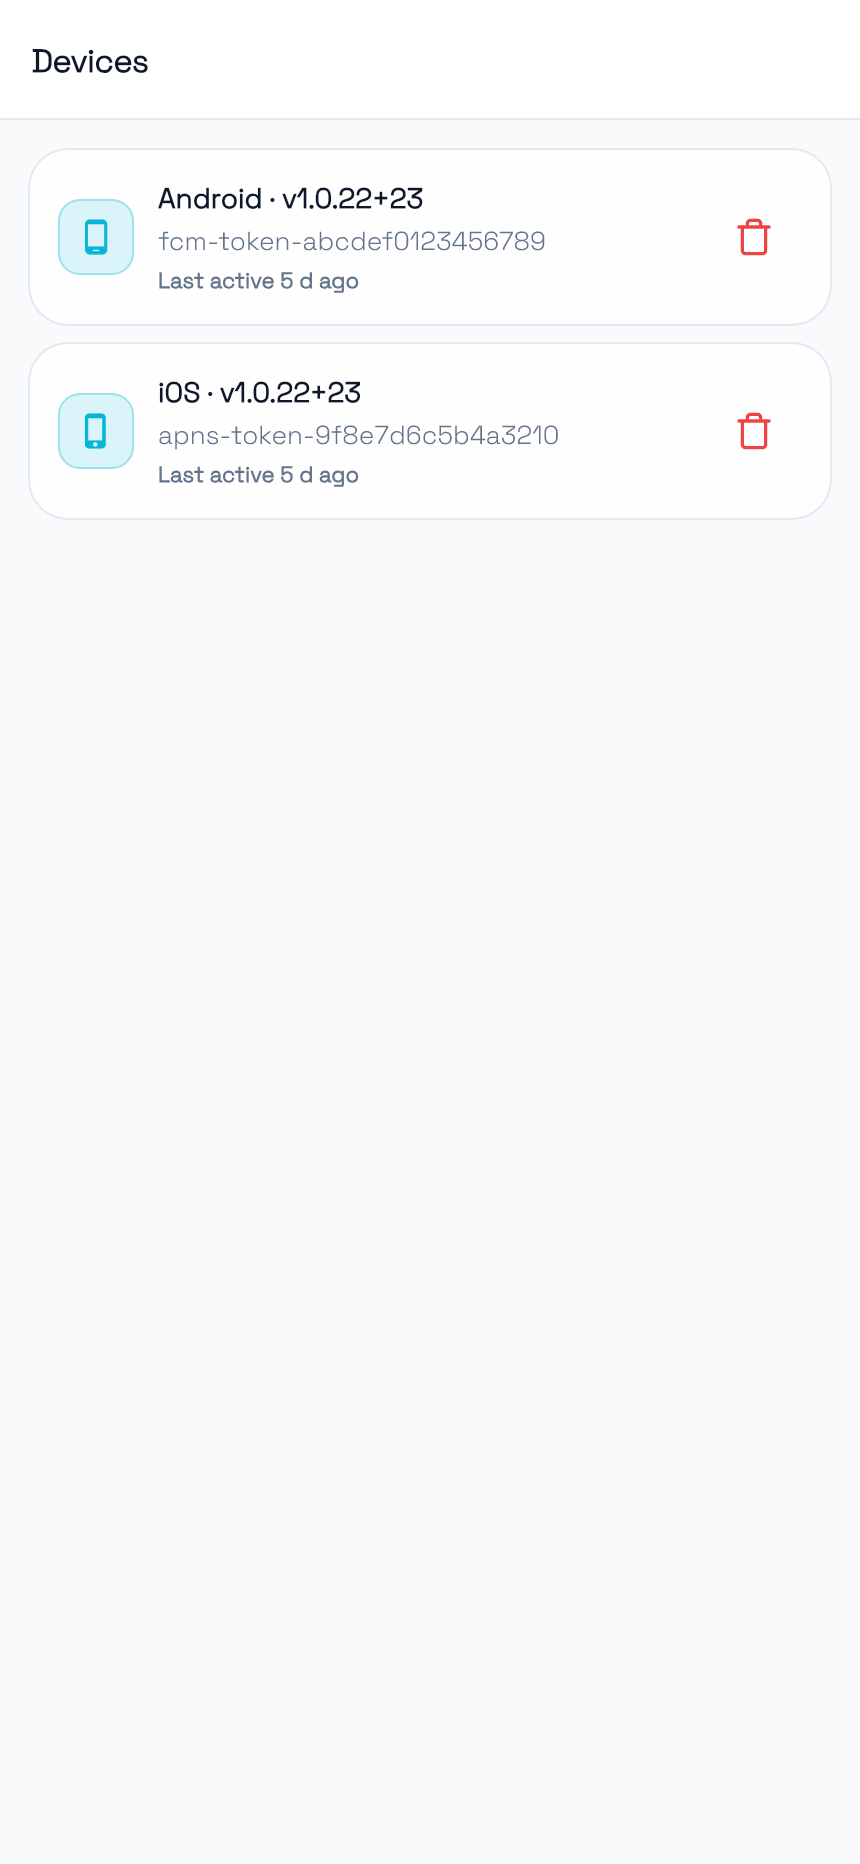 Devices
Android · v1.0.22+23
fcm-token-abcdef0123456789
Last active 5 d ago
iOS · v1.0.22+23
apns-token-9f8e7d6c5b4a3210
Last active 5 d ago